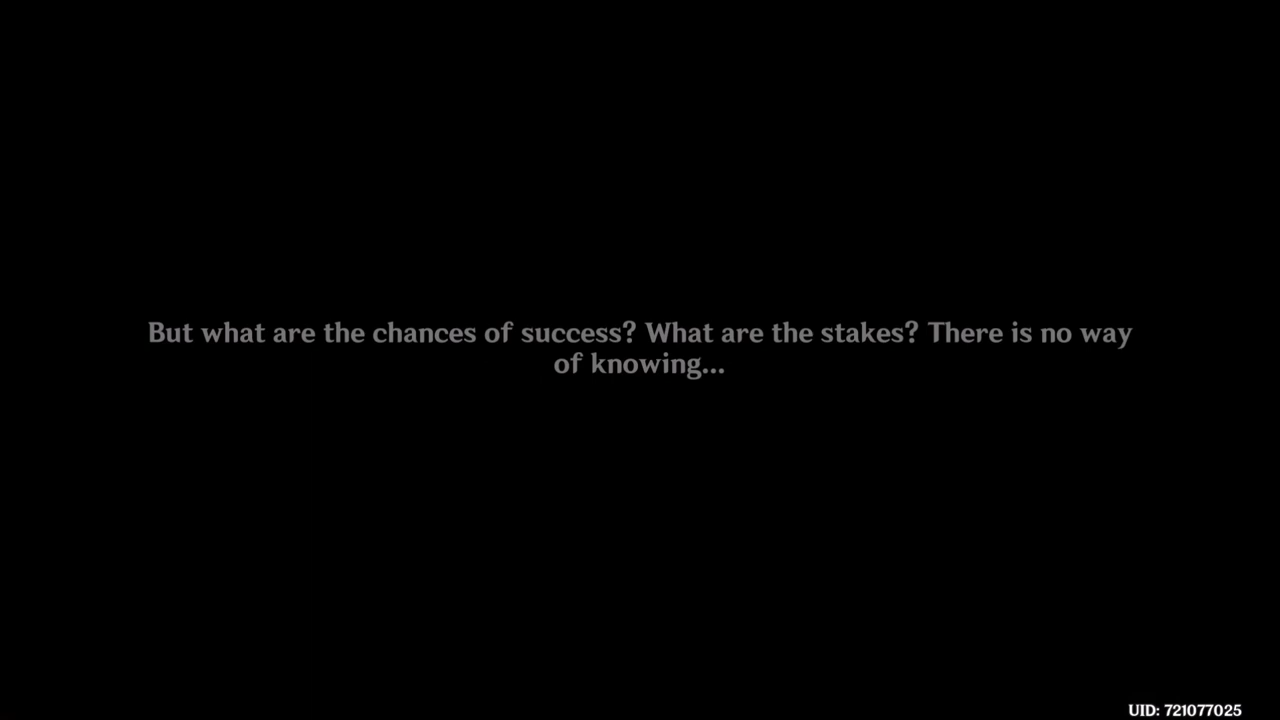 But what are the chances of success? What are the stakes? There is no way
of knowing...
UID: 721077025